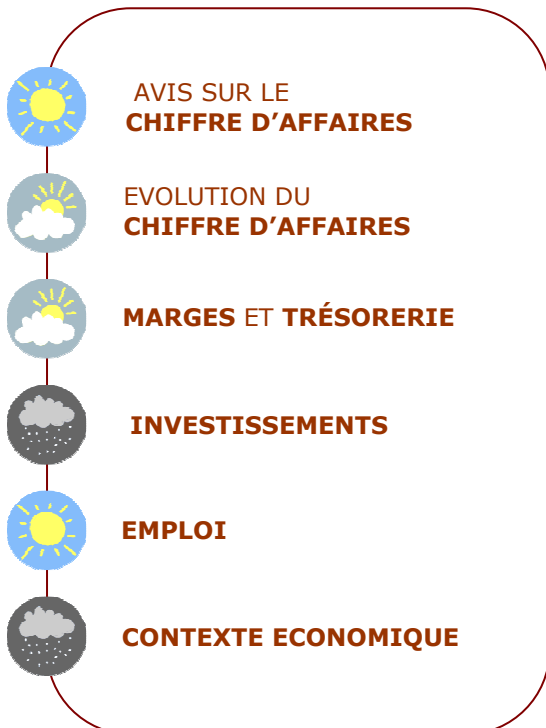 AVIS SUR LE
CHIFFRE D’AFFAIRES
EVOLUTION DU
CHIFFRE D’AFFAIRES
MARGES ET TRÉSORERIE
INVESTISSEMENTS
EMPLOI
CONTEXTE ECONOMIQUE